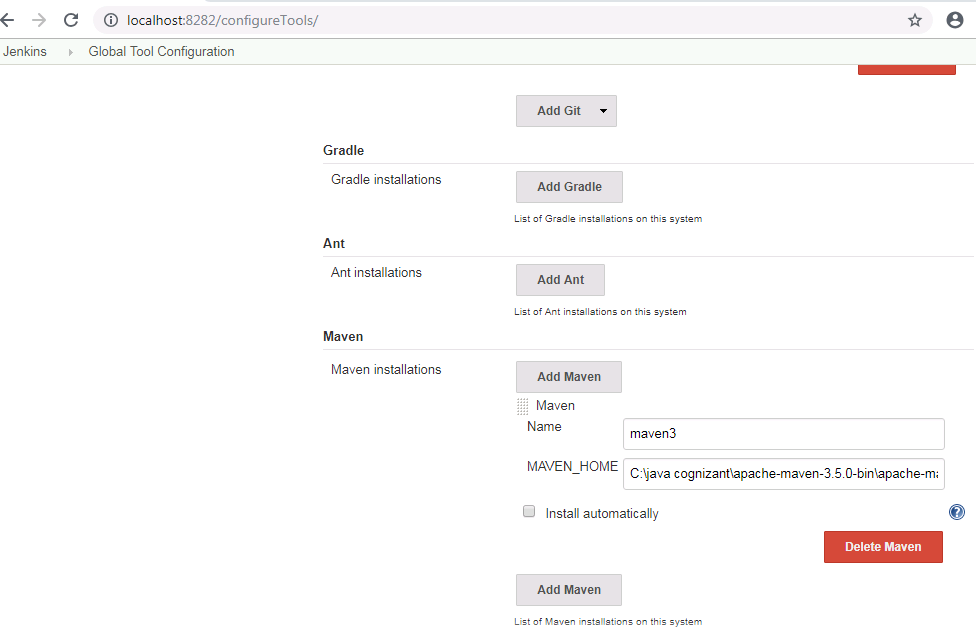 localhost:8282/configureTools/
Jenkins Global Tool Configuration
Add Git
Gradle
Gradle installations Add Gradle
List of Gradle installations on this system
Ant
Ant installations Add Ant
List of Ant installations on this system
Maven
Maven installations Add Maven
Maven
Name maven3
MAVEN_HOME C:\java cognizant\apache-maven-3.5.0-bin\apache-ma
Install automatically
Delete Maven
Add Maven
List of Maven installations on this system